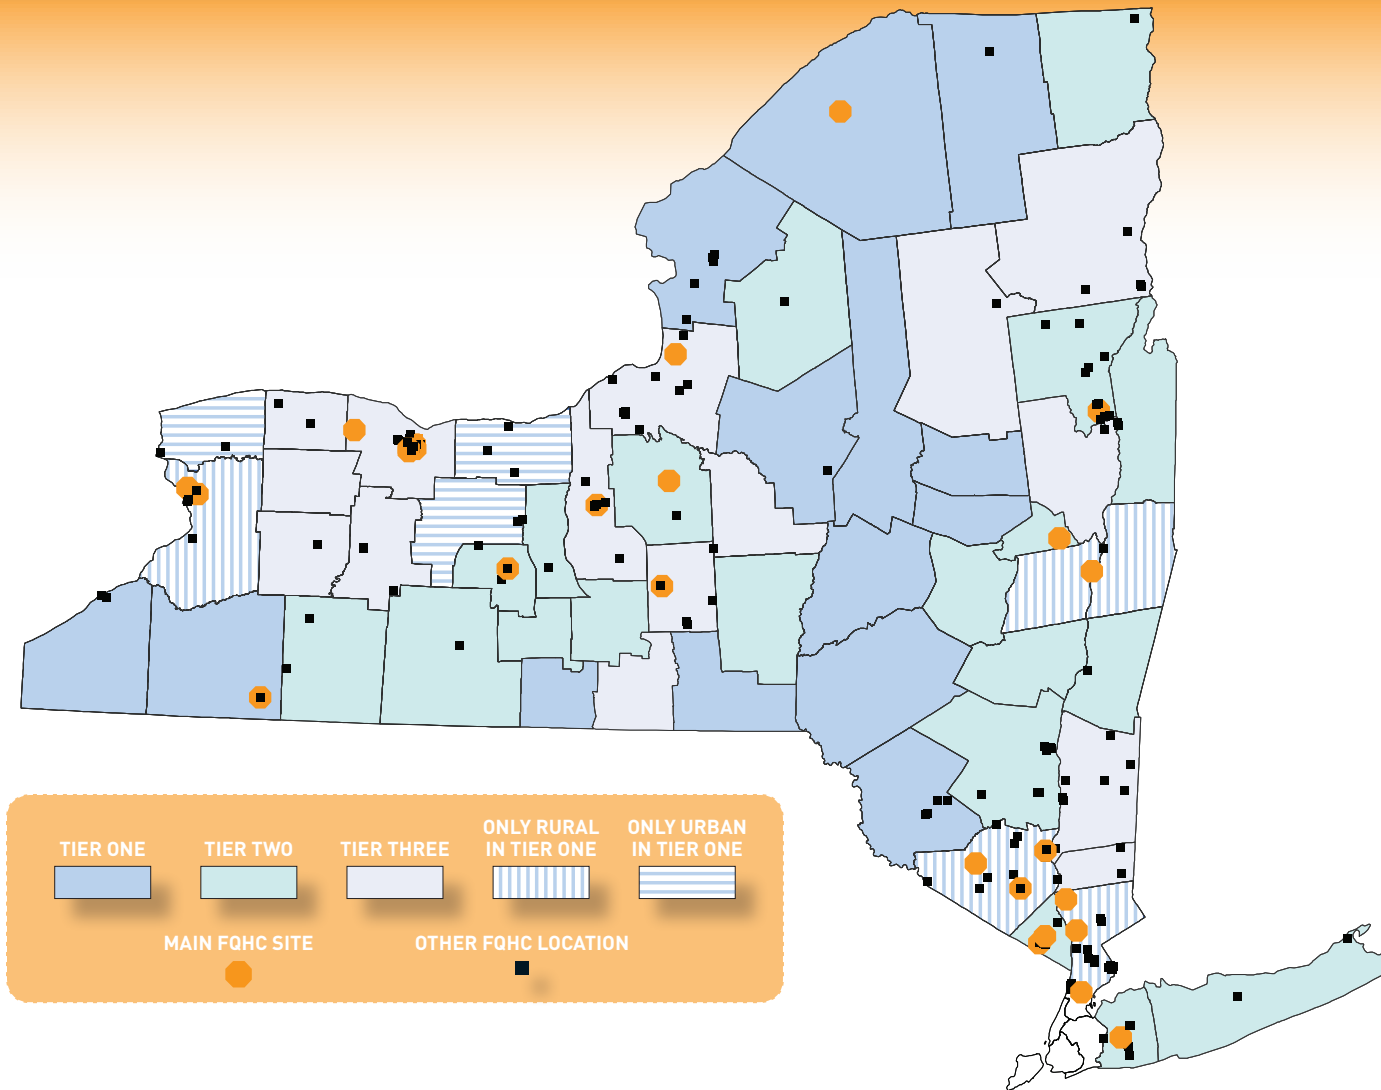 TIER ONE
TIER TWO
TIER THREE
ONLY RURAL
IN TIER ONE
ONLY URBAN
IN TIER ONE
MAIN FQHC SITE
OTHER FQHC LOCATION